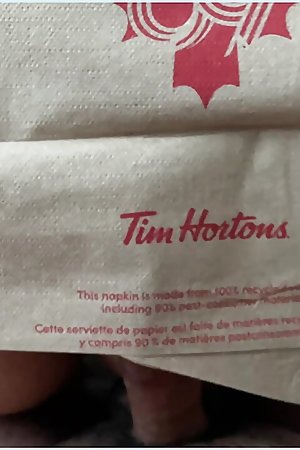 Tim Hortons
This napkin is made from 100% recycled
including 90% post-consumer
Cette serviette de papier est faite de matières
y compris 90 % de matières